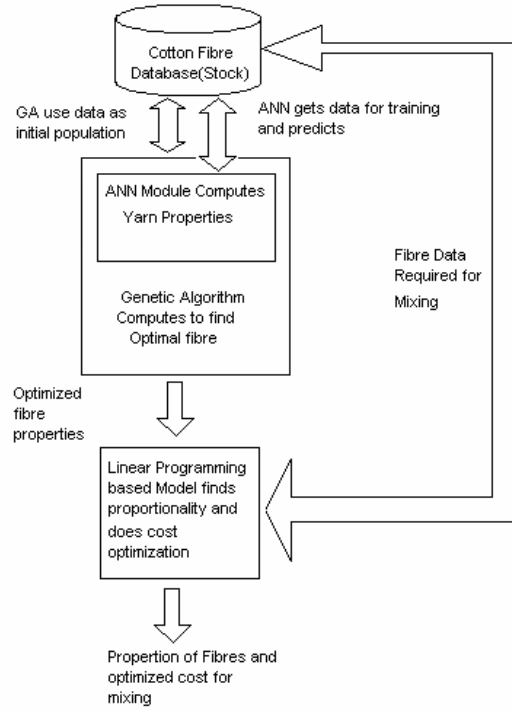 Cotton Fibre
Database(Stock)
GA use data as
initial population
ANN gets data for training
and predicts
ANN Module Computes
Yarn Properties
Genetic Algorithm
Computes to find
Optimal fibre
Fibre Data
Required for
Mixing
Optimized
fibre
properties
Linear Programming
based Model finds
proportionality and
does cost
optimization
Propertion of Fibres and
optimized cost for
mixing